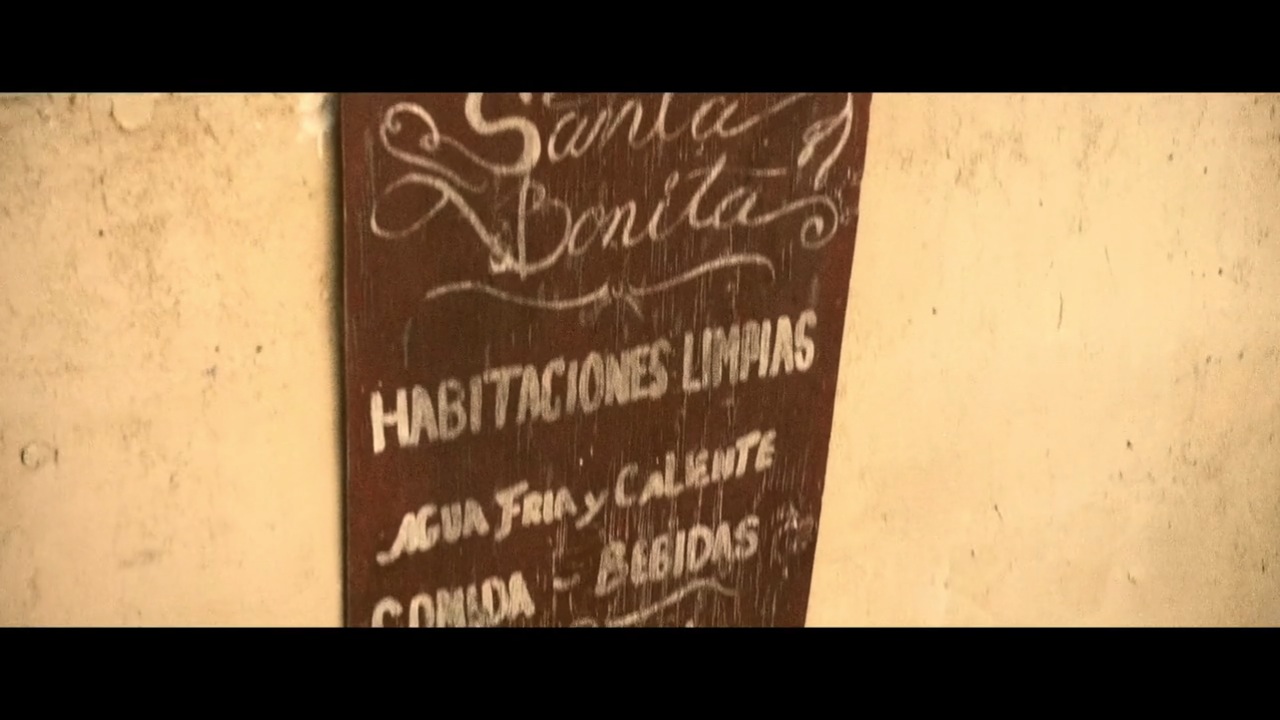 Santa
Bonita
HABITACIONES LIMPIAS
AGUA FRIA y CALIENTE
COMIDA - BEBIDAS